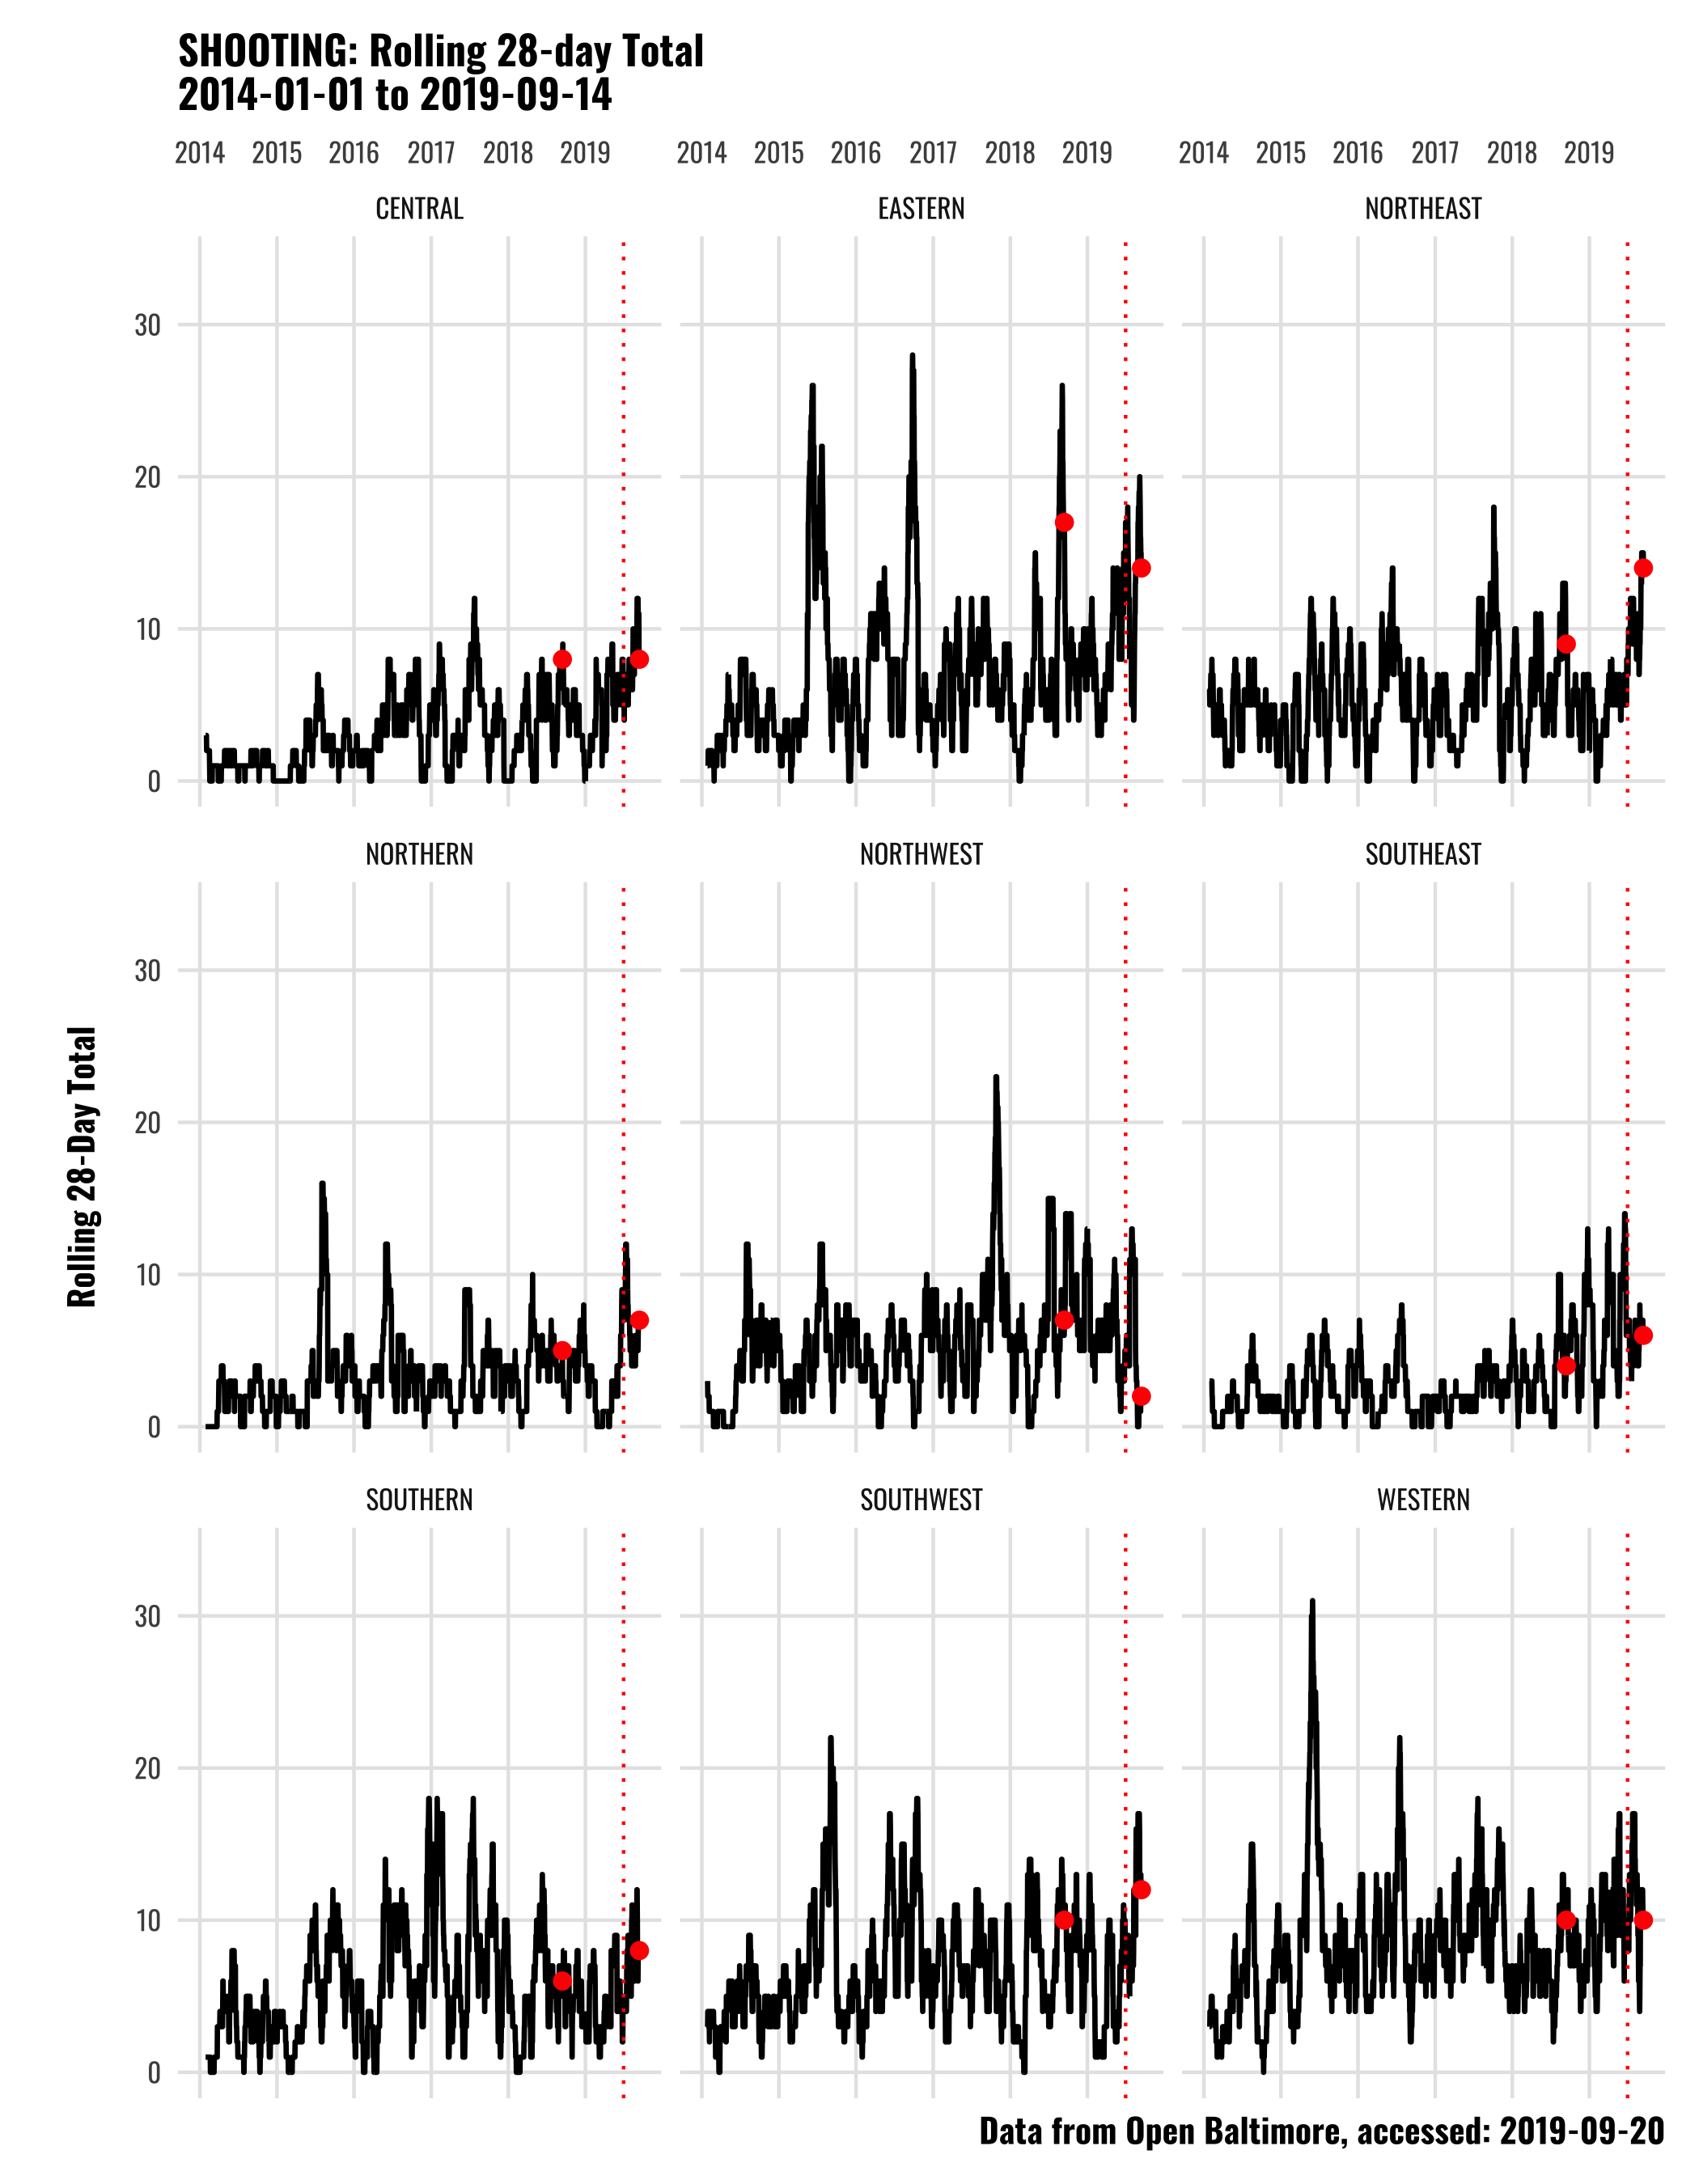 SHOOTING: Rolling 28-day Total
2014-01-01 to 2019-09-14
2014 2015 2016 2017 2018 2019 2014 2015 2016 2017 2018 2019 2014 2015 2016 2017 2018 2019
CENTRAL EASTERN NORTHEAST
30
20
10
0
NORTHERN NORTHWEST SOUTHEAST
30
20
10
0
Rolling 28-Day Total
SOUTHERN SOUTHWEST WESTERN
30
20
10
0
Data from Open Baltimore, accessed: 2019-09-20